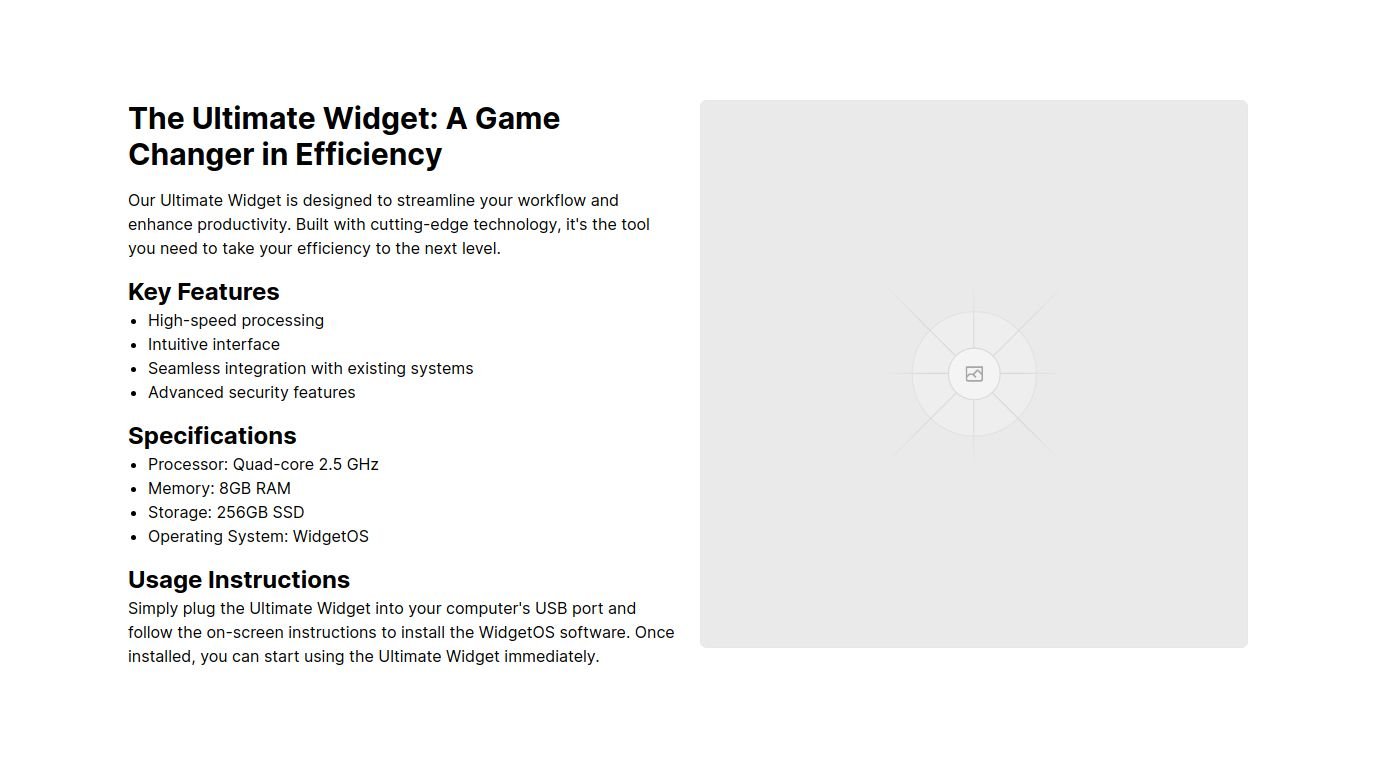 The Ultimate Widget: A Game
Changer in Efficiency
Our Ultimate Widget is designed to streamline your workflow and
enhance productivity. Built with cutting-edge technology, it's the tool
you need to take your efficiency to the next level.
Key Features
• High-speed processing
• Intuitive interface
• Seamless integration with existing systems
• Advanced security features
Specifications
• Processor: Quad-core 2.5 GHz
• Memory: 8GB RAM
• Storage: 256GB SSD
• Operating System: WidgetOS
Usage Instructions
Simply plug the Ultimate Widget into your computer's USB port and
follow the on-screen instructions to install the WidgetOS software. Once
installed, you can start using the Ultimate Widget immediately.